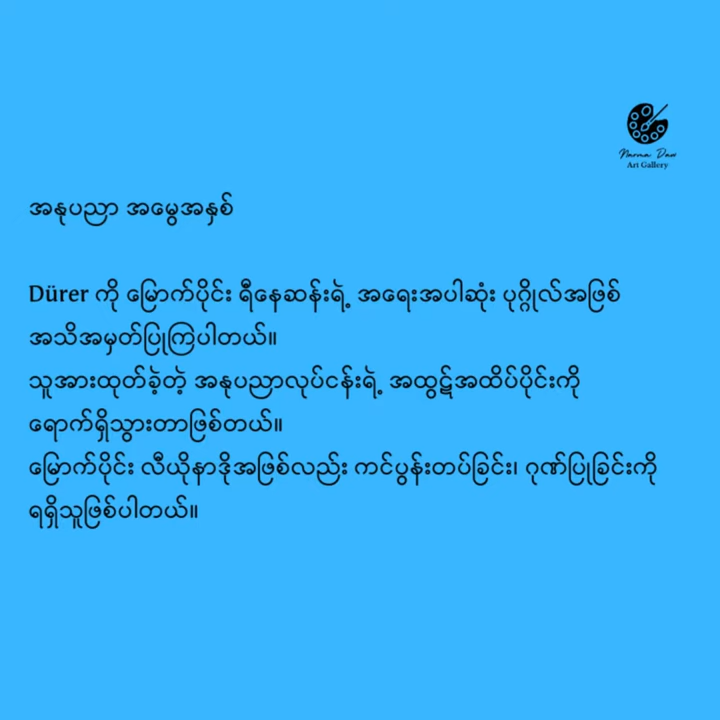 Narma Daw
Art Gallery
အနုပညာ အမွေအနှစ်
Dürer ကို မြောက်ပိုင်း ရီနေဆန်းရဲ့ အရေးအပါဆုံး ပုဂ္ဂိုလ်အဖြစ်
အသိအမှတ်ပြုကြပါတယ်။
သူအားထုတ်ခဲ့တဲ့ အနုပညာလုပ်ငန်းရဲ့ အထွဋ်အထိပ်ပိုင်းကို
ရောက်ရှိသွားတာဖြစ်တယ်။
မြောက်ပိုင်း လီယိုနာဒိုအဖြစ်လည်း ကင်ပွန်းတပ်ခြင်း၊ ဂုဏ်ပြုခြင်းကို
ရရှိသူဖြစ်ပါတယ်။